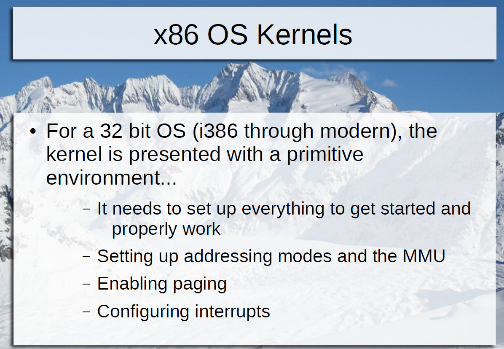 x86 OS Kernels
• For a 32 bit OS (i386 through modern), the
kernel is presented with a primitive
environment...
– It needs to set up everything to get started and
properly work
– Setting up addressing modes and the MMU
– Enabling paging
– Configuring interrupts